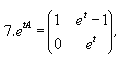 7. e^{tA} = \begin{pmatrix} 1 & e^t - 1 \\ 0 & e^t \end{pmatrix},